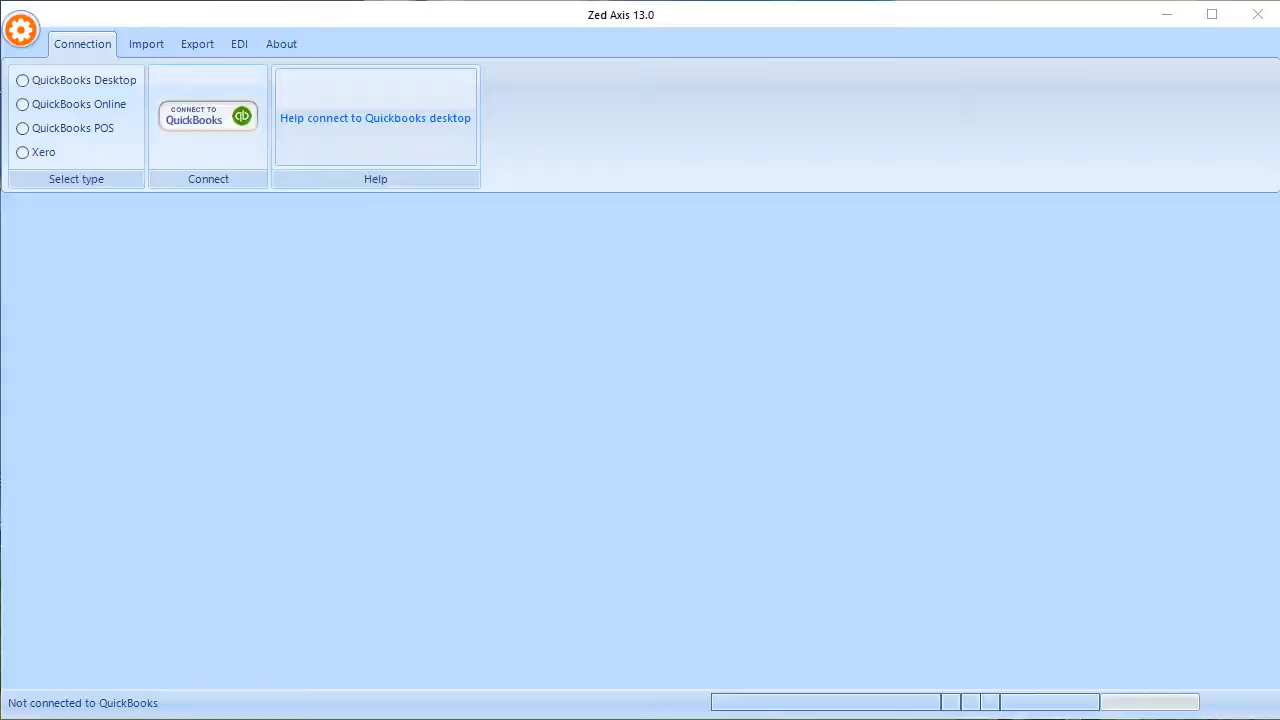 Zed Axis 13.0
Connection Import Export EDI About
QuickBooks Desktop
QuickBooks Online
QuickBooks POS
Xero
Select type
CONNECT TO
QuickBooks
qb
Connect
Help connect to Quickbooks desktop
Help
Not connected to QuickBooks